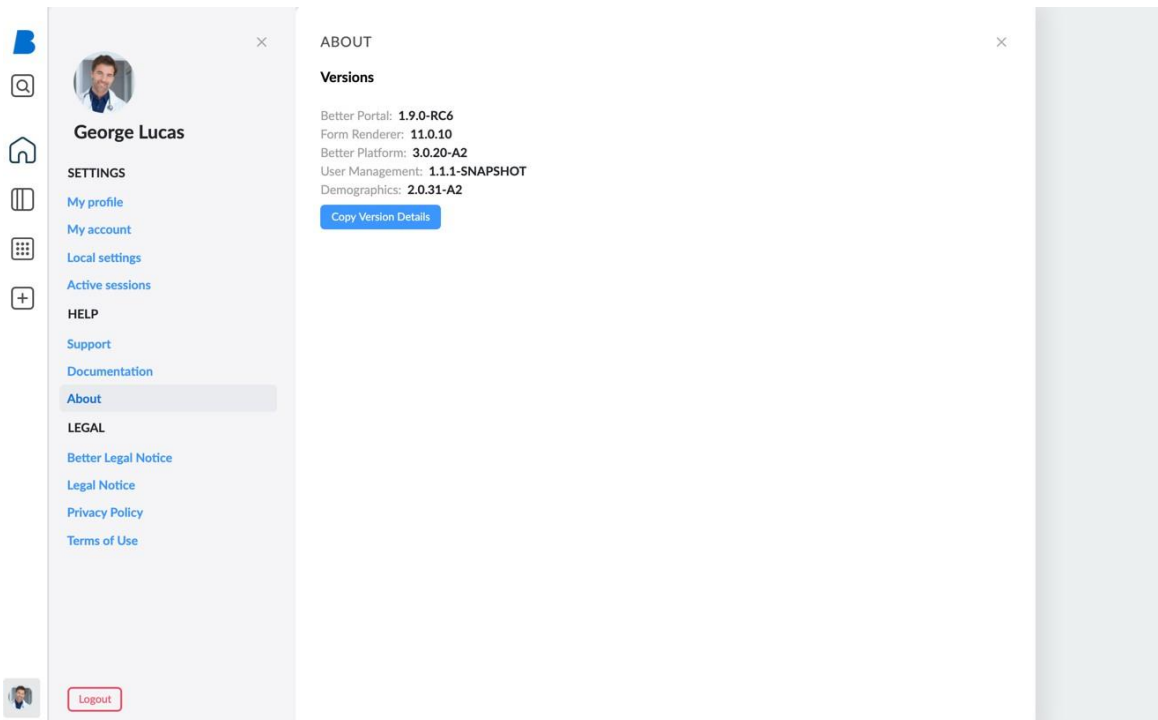 George Lucas
SETTINGS
My profile
My account
Local settings
Active sessions
HELP
Support
Documentation
About
LEGAL
Better Legal Notice
Legal Notice
Privacy Policy
Terms of Use
Logout
ABOUT
Versions
Better Portal: 1.9.0-RC6
Form Renderer: 11.0.10
Better Platform: 3.0.20-A2
User Management: 1.1.1-SNAPSHOT
Demographics: 2.0.31-A2
Copy Version Details